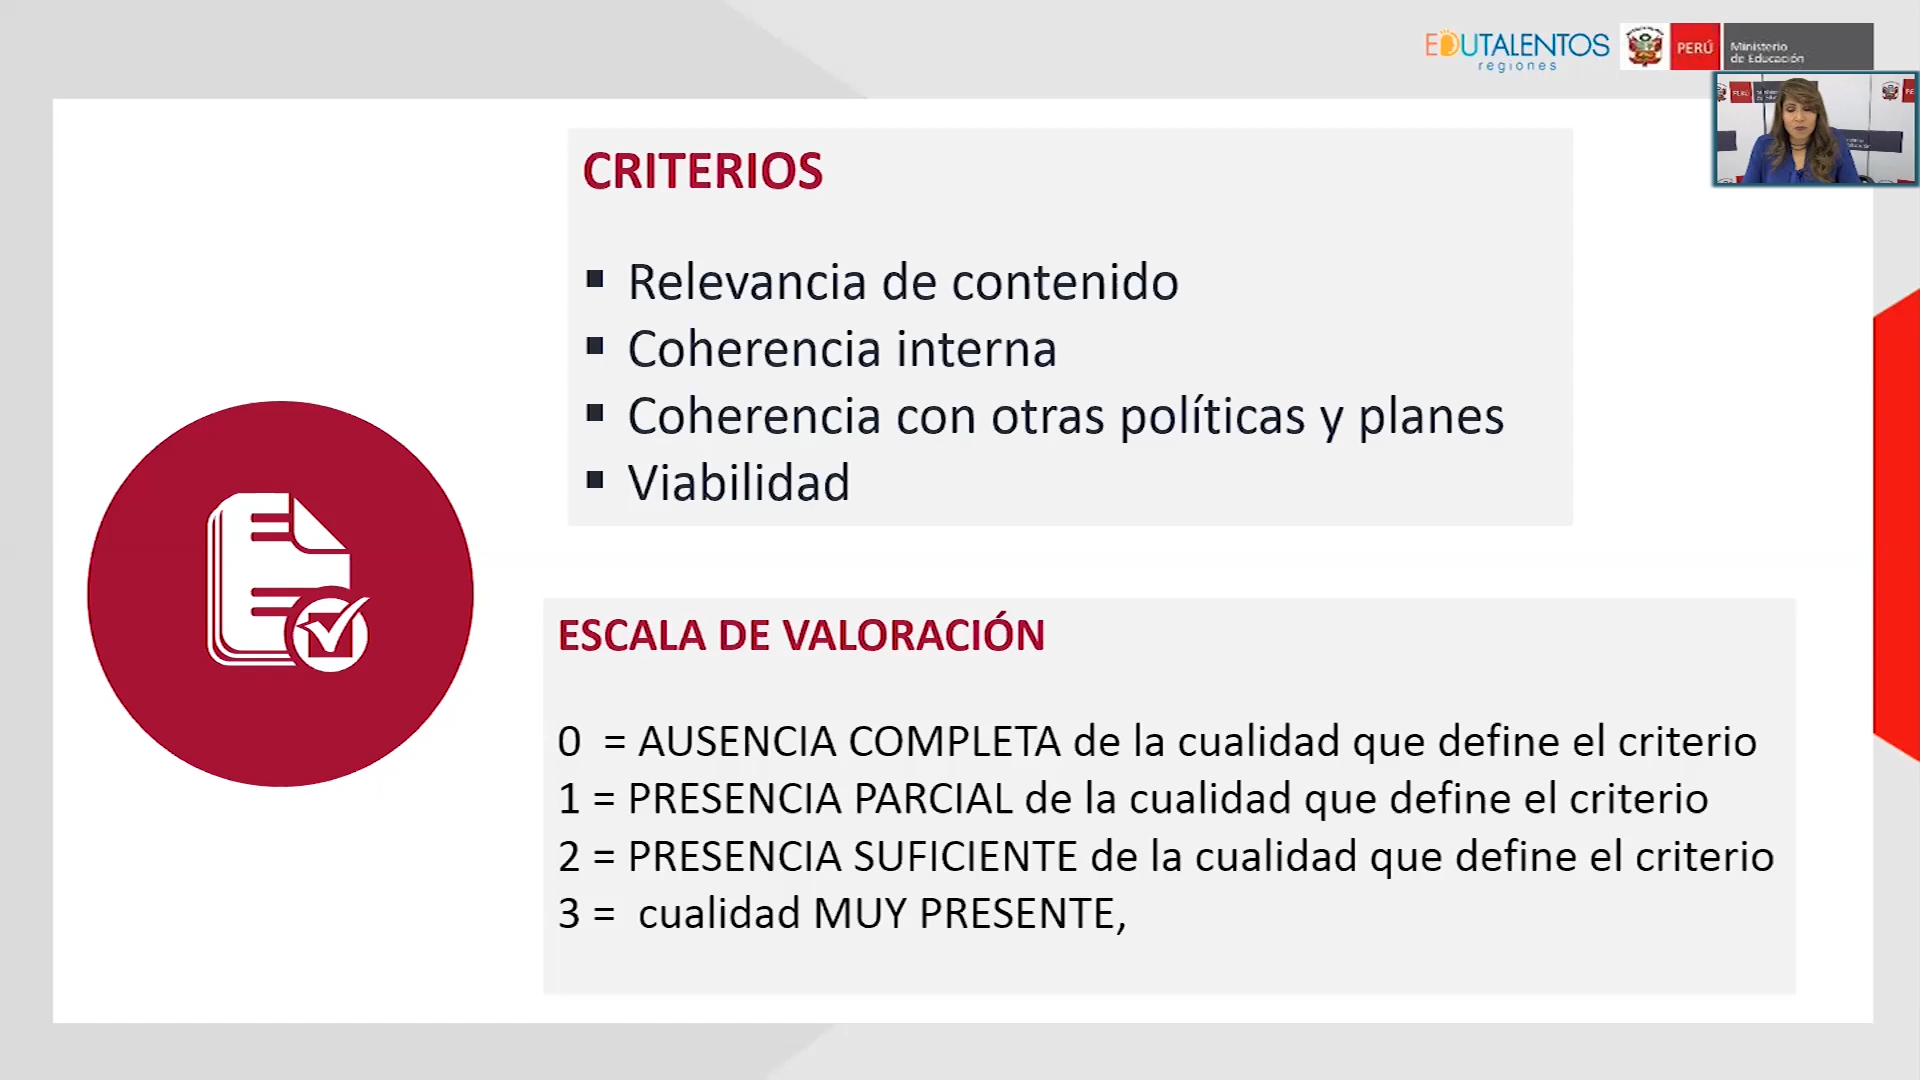 EDUTALENTOS
regiones
PERÚ
Ministerio
de Educación
PERÚ
CRITERIOS
▪ Relevancia de contenido
▪ Coherencia interna
▪ Coherencia con otras políticas y planes
▪ Viabilidad
ESCALA DE VALORACIÓN
0 = AUSENCIA COMPLETA de la cualidad que define el criterio
1 = PRESENCIA PARCIAL de la cualidad que define el criterio
2 = PRESENCIA SUFICIENTE de la cualidad que define el criterio
3 = cualidad MUY PRESENTE,